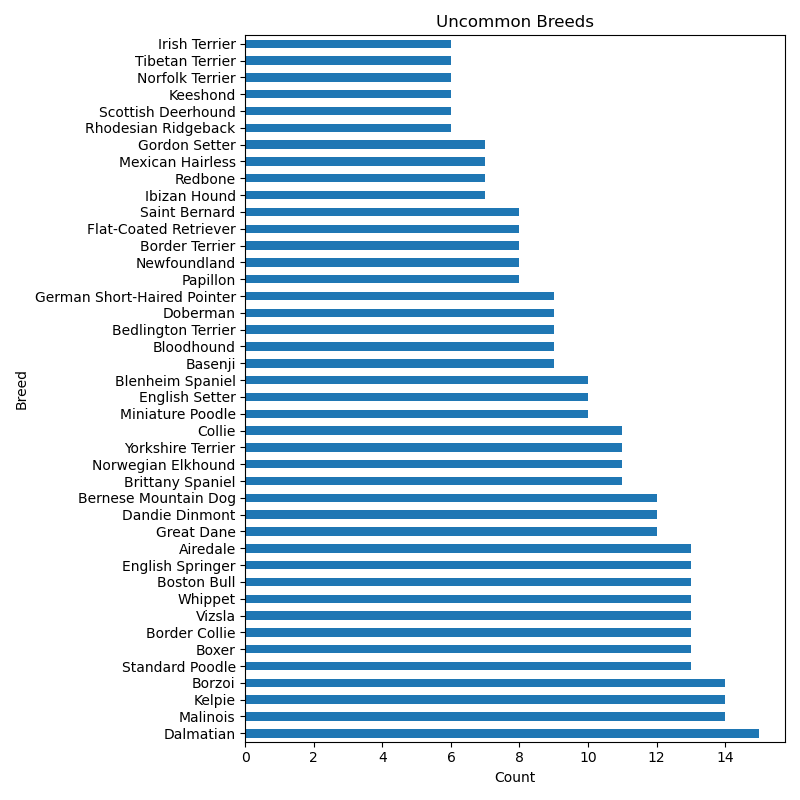 Uncommon Breeds
Irish Terrier
Tibetan Terrier
Norfolk Terrier
Keeshond
Scottish Deerhound
Rhodesian Ridgeback
Gordon Setter
Mexican Hairless
Redbone
Ibizan Hound
Saint Bernard
Flat-Coated Retriever
Border Terrier
Newfoundland
Papillon
German Short-Haired Pointer
Doberman
Bedlington Terrier
Bloodhound
Basenji
Blenheim Spaniel
English Setter
Miniature Poodle
Collie
Yorkshire Terrier
Norwegian Elkhound
Brittany Spaniel
Bernese Mountain Dog
Dandie Dinmont
Great Dane
Airedale
English Springer
Boston Bull
Whippet
Vizsla
Border Collie
Boxer
Standard Poodle
Borzoi
Kelpie
Malinois
Dalmatian
Breed
0 2 4 6 8 10 12 14
Count